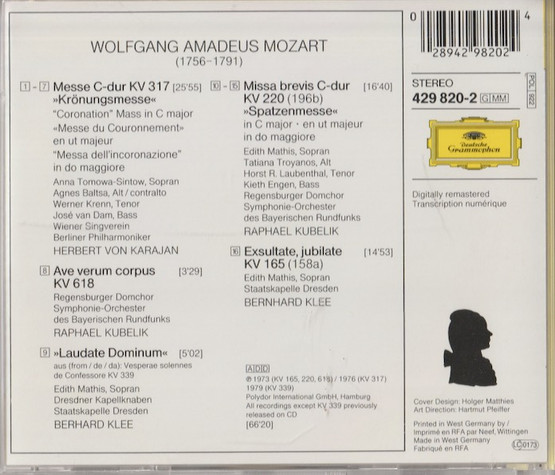 WOLFGANG AMADEUS MOZART
(1756–1791)
1 - 7 Messe C-dur KV 317 [25'55]
»Krönungsmesse«
“Coronation” Mass in C major
«Messe du Couronnement»
en ut majeur
“Messa dell'incoronazione”
in do maggiore
Anna Tomowa-Sintow, Sopran
Agnes Baltsa, Alt / contralto
Werner Krenn, Tenor
José van Dam, Bass
Wiener Singverein
Berliner Philharmoniker
HERBERT VON KARAJAN
8 Ave verum corpus [3'29]
KV 618
Regensburger Domchor
Symphonie-Orchester
des Bayerischen Rundfunks
RAPHAEL KUBELIK
9 »Laudate Dominum« [5'02]
aus (from / de / da): Vesperae solennes
de Confessore KV 339
Edith Mathis, Sopran
Dresdner Kapellknaben
Staatskapelle Dresden
BERHARD KLEE
10 - 15 Missa brevis C-dur [16'40]
KV 220 (196b)
»Spatzenmesse«
in C major · en ut majeur
in do maggiore
Edith Mathis, Sopran
Tatiana Troyanos, Alt
Horst R. Laubenthal, Tenor
Kieth Engen, Bass
Regensburger Domchor
Symphonie-Orchester
des Bayerischen Rundfunks
RAPHAEL KUBELIK
16 Exsultate, jubilate [14'53]
KV 165 (158a)
Edith Mathis, Sopran
Staatskapelle Dresden
BERNHARD KLEE
ADD
℗ 1973 (KV 165, 220, 618) / 1976 (KV 317)
1979 (KV 339)
Polydor International GmbH, Hamburg
All recordings except KV 339 previously
released on CD
[66'20]
0 28942 98202 4
STEREO
429 820-2 G MM
POL 922
Deutsche
Grammophon
Digitally remastered
Transcription numérique
Cover Design: Holger Matthies
Art Direction: Hartmut Pfeiffer
Printed in West Germany by /
Imprimé en RFA par Neef, Wittingen
Made in West Germany
Fabriqué en RFA
LC 0173